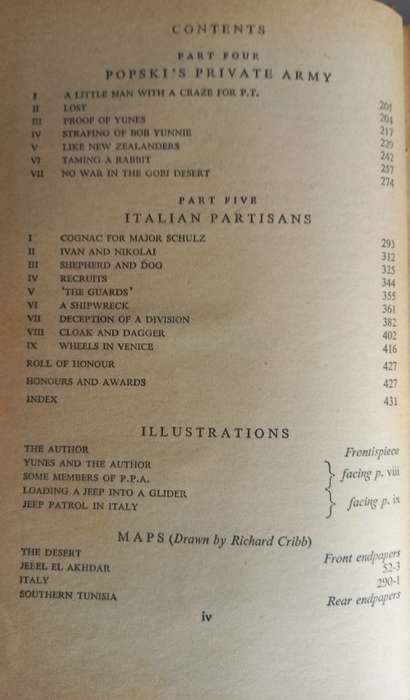 CONTENTS
PART FOUR
POPSKI'S PRIVATE ARMY
I A LITTLE MAN WITH A CRAZE FOR P.T. 201
II LOST 204
III PROOF OF YUNES 217
IV STRAFING OF BOB YUNNIE 229
V LIKE NEW ZEALANDERS 242
VI TAMING A RABBIT 257
VII NO WAR IN THE GOBI DESERT 274
PART FIVE
ITALIAN PARTISANS
I COGNAC FOR MAJOR SCHULZ 293
II IVAN AND NIKOLAI 312
III SHEPHERD AND DOG 325
IV RECRUITS 344
V 'THE GUARDS' 355
VI A SHIPWRECK 361
VII DECEPTION OF A DIVISION 382
VIII CLOAK AND DAGGER 402
IX WHEELS IN VENICE 416
ROLL OF HONOUR 427
HONOURS AND AWARDS 427
INDEX 431
ILLUSTRATIONS
THE AUTHOR Frontispiece
YUNES AND THE AUTHOR
SOME MEMBERS OF P.P.A. facing p. viii
LOADING A JEEP INTO A GLIDER
JEEP PATROL IN ITALY facing p. ix
MAPS (Drawn by Richard Cribb)
THE DESERT Front endpapers
JEBEL EL AKHDAR 52-3
ITALY 290-1
SOUTHERN TUNISIA Rear endpapers
iv